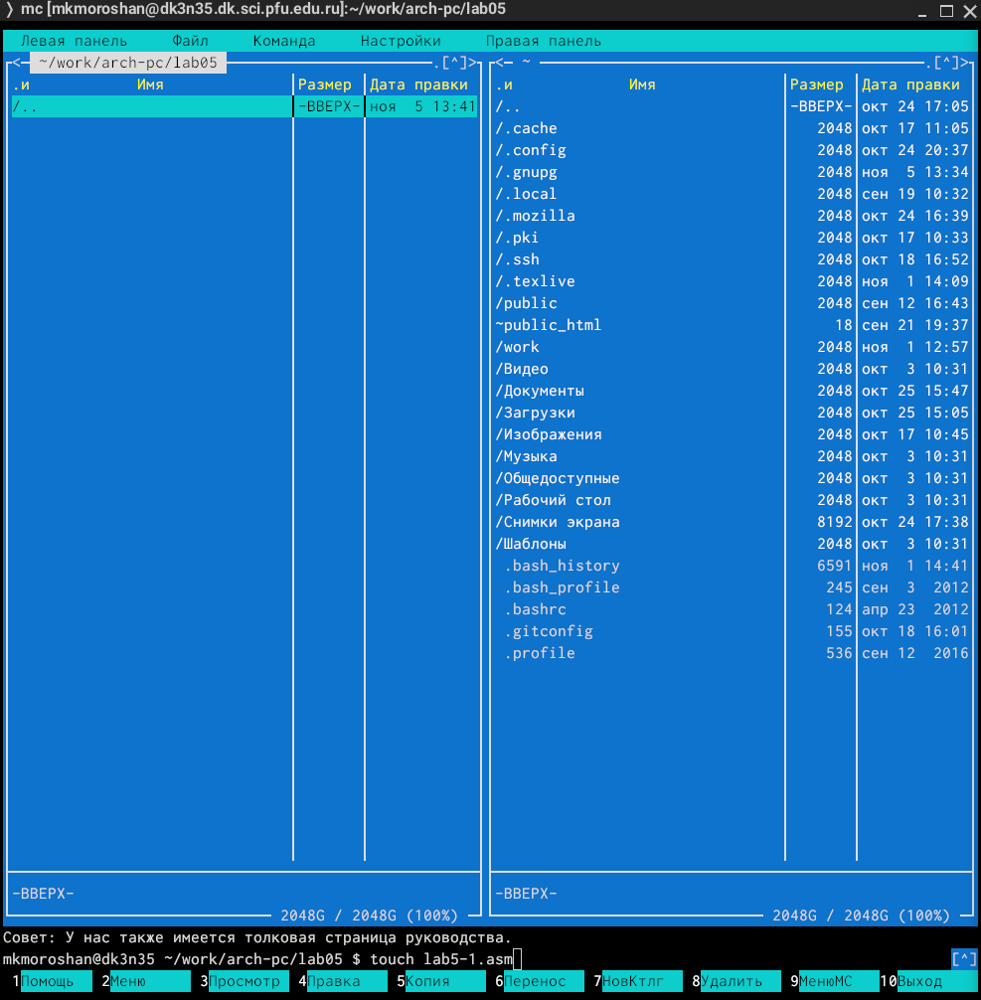 mc [mkmoroshan@dk3n35.dk.sci.pfu.edu.ru]:~/work/arch-pc/lab05
Левая панель Файл Команда Настройки Правая панель
<─ ~/work/arch-pc/lab05 .[^]>
.и Имя Размер Дата правки
/.. -ВВЕРХ- ноя 5 13:41
-ВВЕРХ-
2048G / 2048G (100%)
<─ ~ .[^]>
.и Имя Размер Дата правки
/.. -ВВЕРХ- окт 24 17:05
/.cache 2048 окт 17 11:05
/.config 2048 окт 24 20:37
/.gnupg 2048 ноя 5 13:34
/.local 2048 сен 19 10:32
/.mozilla 2048 окт 24 16:39
/.pki 2048 окт 17 10:33
/.ssh 2048 окт 18 16:52
/.texlive 2048 ноя 1 14:09
/public 2048 сен 12 16:43
~public_html 18 сен 21 19:37
/work 2048 ноя 1 12:57
/Видео 2048 окт 3 10:31
/Документы 2048 окт 25 15:47
/Загрузки 2048 окт 25 15:05
/Изображения 2048 окт 17 10:45
/Музыка 2048 окт 3 10:31
/Общедоступные 2048 окт 3 10:31
/Рабочий стол 2048 окт 3 10:31
/Снимки экрана 8192 окт 24 17:38
/Шаблоны 2048 окт 3 10:31
.bash_history 6591 ноя 1 14:41
.bash_profile 245 сен 3 2012
.bashrc 124 апр 23 2012
.gitconfig 155 окт 18 16:01
.profile 536 сен 12 2016
-ВВЕРХ-
2048G / 2048G (100%)
Совет: У нас также имеется толковая страница руководства.
mkmoroshan@dk3n35 ~/work/arch-pc/lab05 $ touch lab5-1.asm [^]
1Помощь 2Меню 3Просмотр 4Правка 5Копия 6Перенос 7НовКтлг 8Удалить 9МенюМС 10Выход